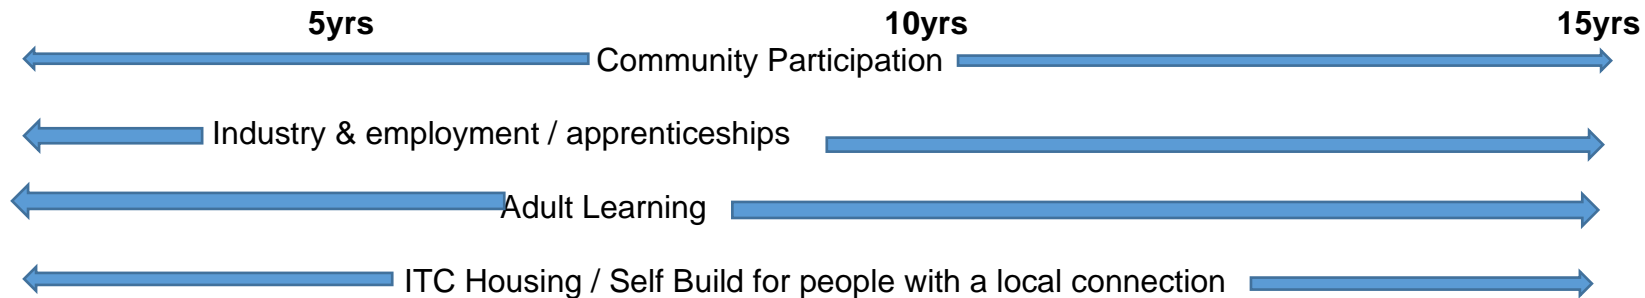 5yrs 10yrs 15yrs
Community Participation
Industry & employment / apprenticeships
Adult Learning
ITC Housing / Self Build for people with a local connection